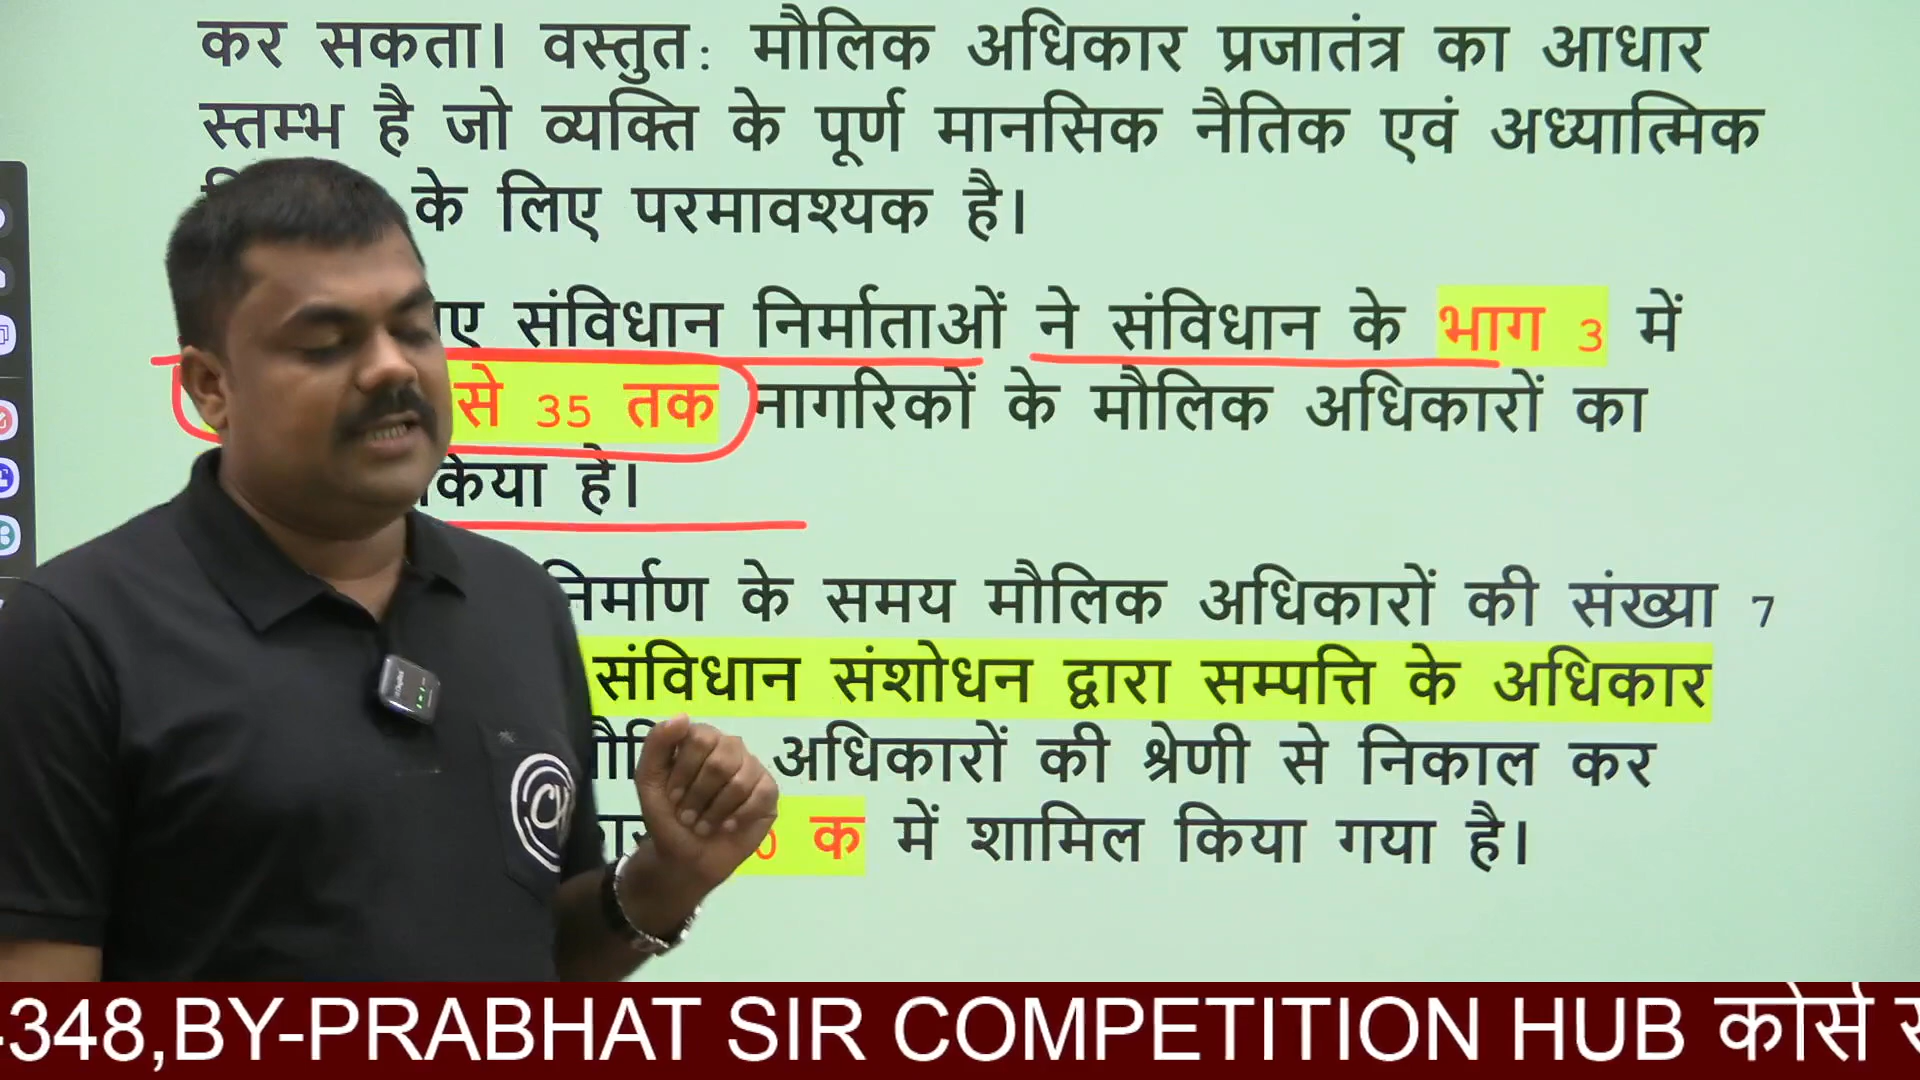 कर सकता। वस्तुत: मौलिक अधिकार प्रजातंत्र का आधार
स्तम्भ है जो व्यक्ति के पूर्ण मानसिक नैतिक एवं अध्यात्मिक
के लिए परमावश्यक है।
संविधान निर्माताओं ने संविधान के भाग 3 में
से 35 तक नागरिकों के मौलिक अधिकारों का
किया है।
निर्माण के समय मौलिक अधिकारों की संख्या 7
संविधान संशोधन द्वारा सम्पत्ति के अधिकार
अधिकारों की श्रेणी से निकाल कर
क में शामिल किया गया है।
348,BY-PRABHAT SIR COMPETITION HUB कोर्स